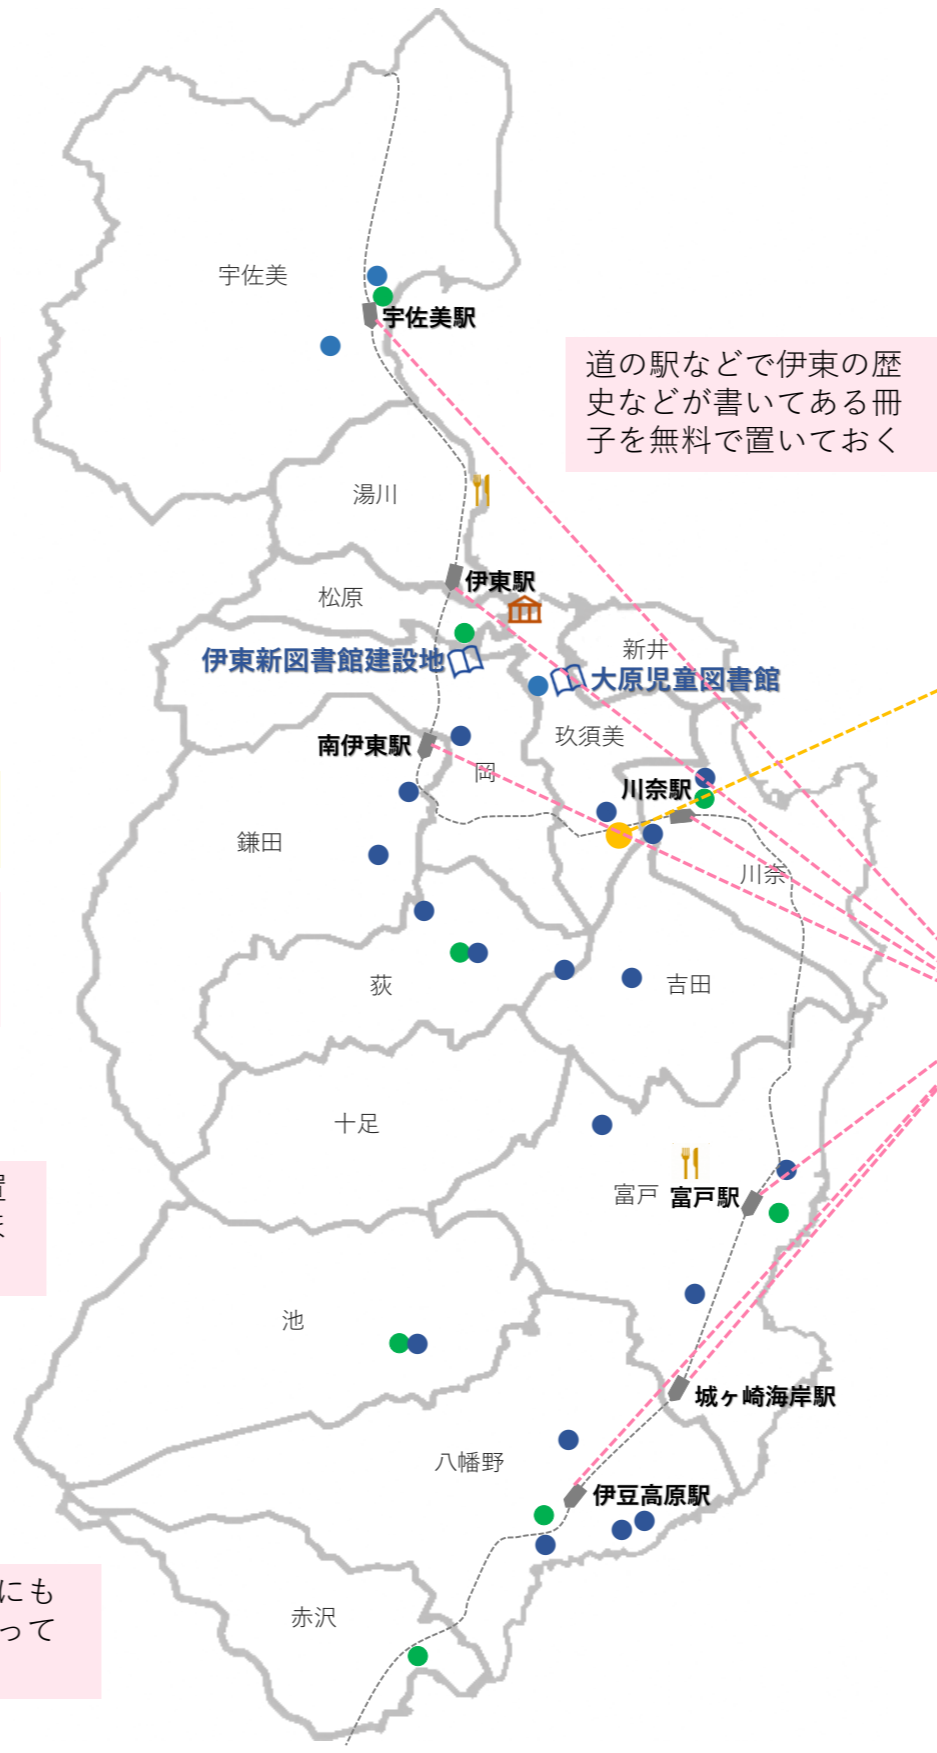 宇佐美
宇佐美駅
道の駅などで伊東の歴
史などが書いてある冊
子を無料で置いておく
湯川
伊東駅
松原
新井
伊東新図書館建設地
大原児童図書館
南伊東駅
玖須美
岡
川奈駅
鎌田
川奈
荻
吉田
十足
富戸
富戸駅
池
城ヶ崎海岸駅
八幡野
伊豆高原駅
にも
って
赤沢